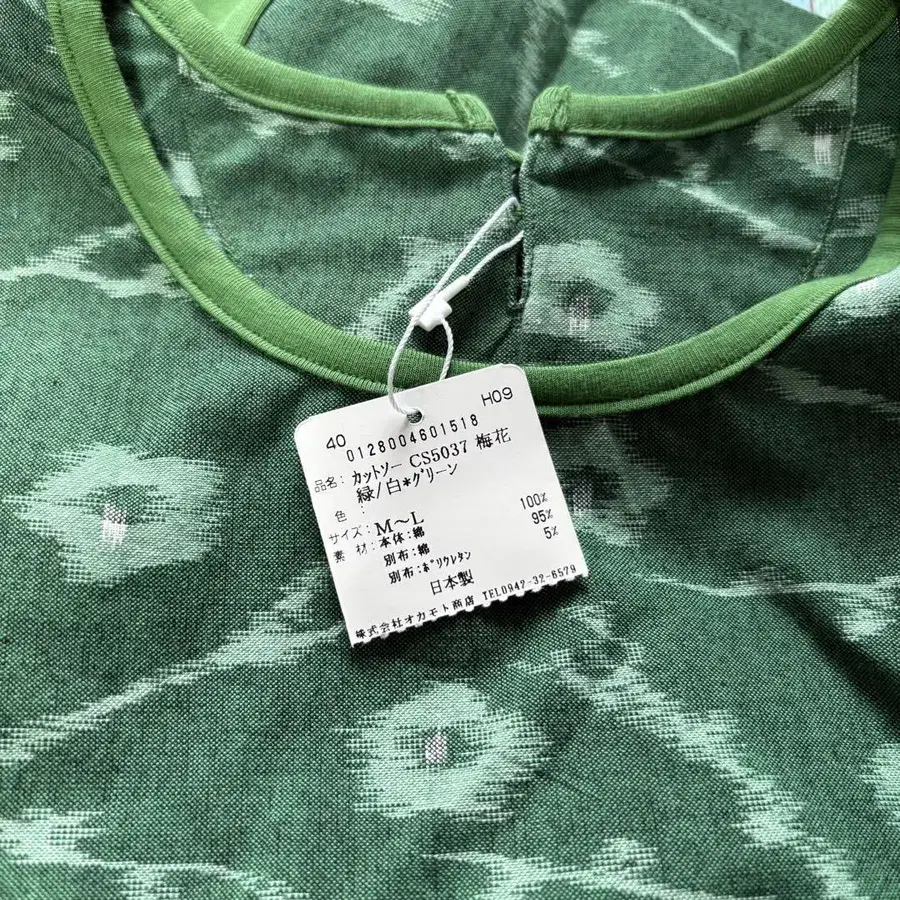 40 H09
0128004601518
品名: カットソー CS5037 梅花
色 : 緑/白*グリーン
サイズ: M～L
素 材: 本体:綿 100%
別布:綿 95%
別布:ポリウレタン 5%
日本製
株式会社オカモト商店 TEL0942-32-6579